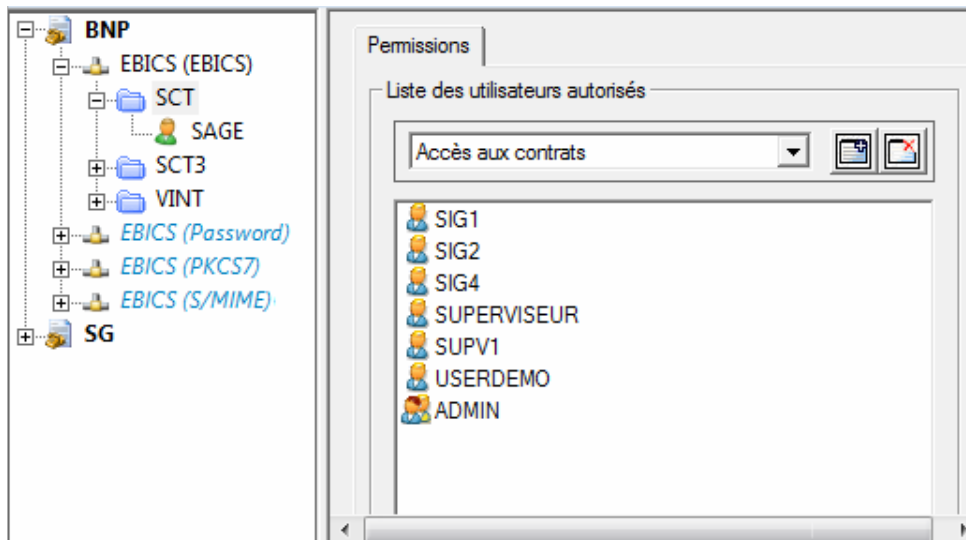 BNP
EBICS (EBICS)
SCT
SAGE
SCT3
VINT
EBICS (Password)
EBICS (PKCS7)
EBICS (S/MIME)
SG
Permissions
Liste des utilisateurs autorisés
Accès aux contrats
SIG1
SIG2
SIG4
SUPERVISEUR
SUPV1
USERDEMO
ADMIN